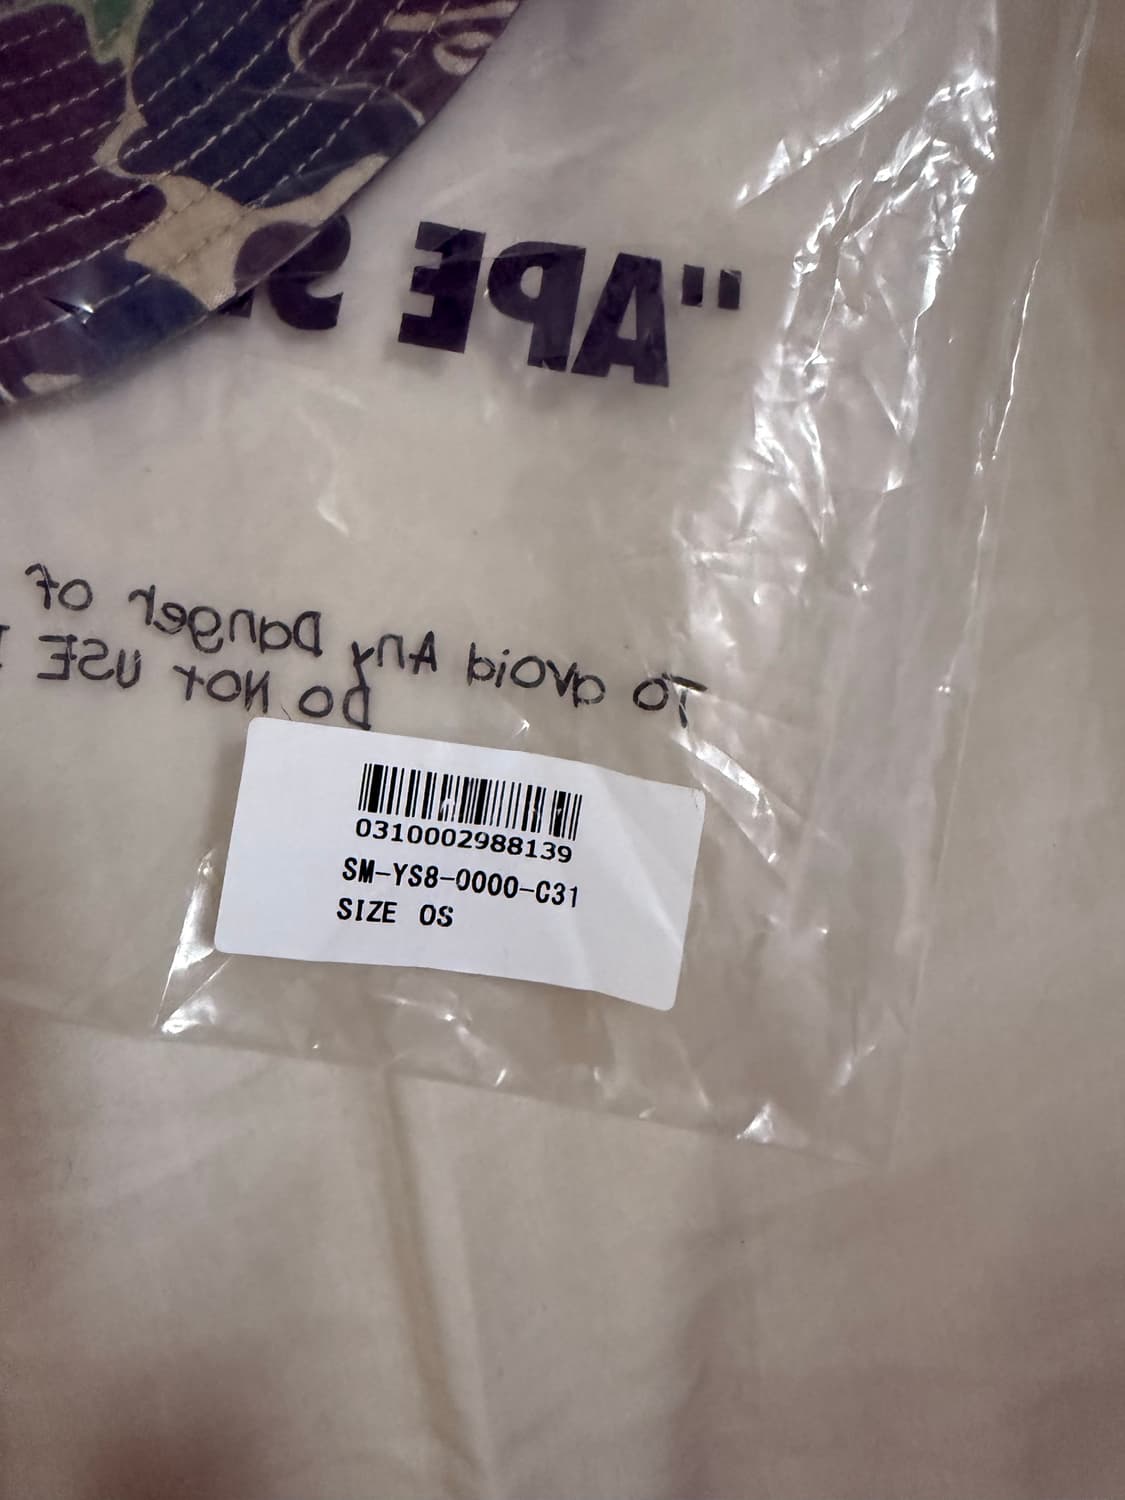 "APE S
To avoid Any Danger of
Do Not USE
0310002988139
SM-YS8-0000-C31
SIZE OS